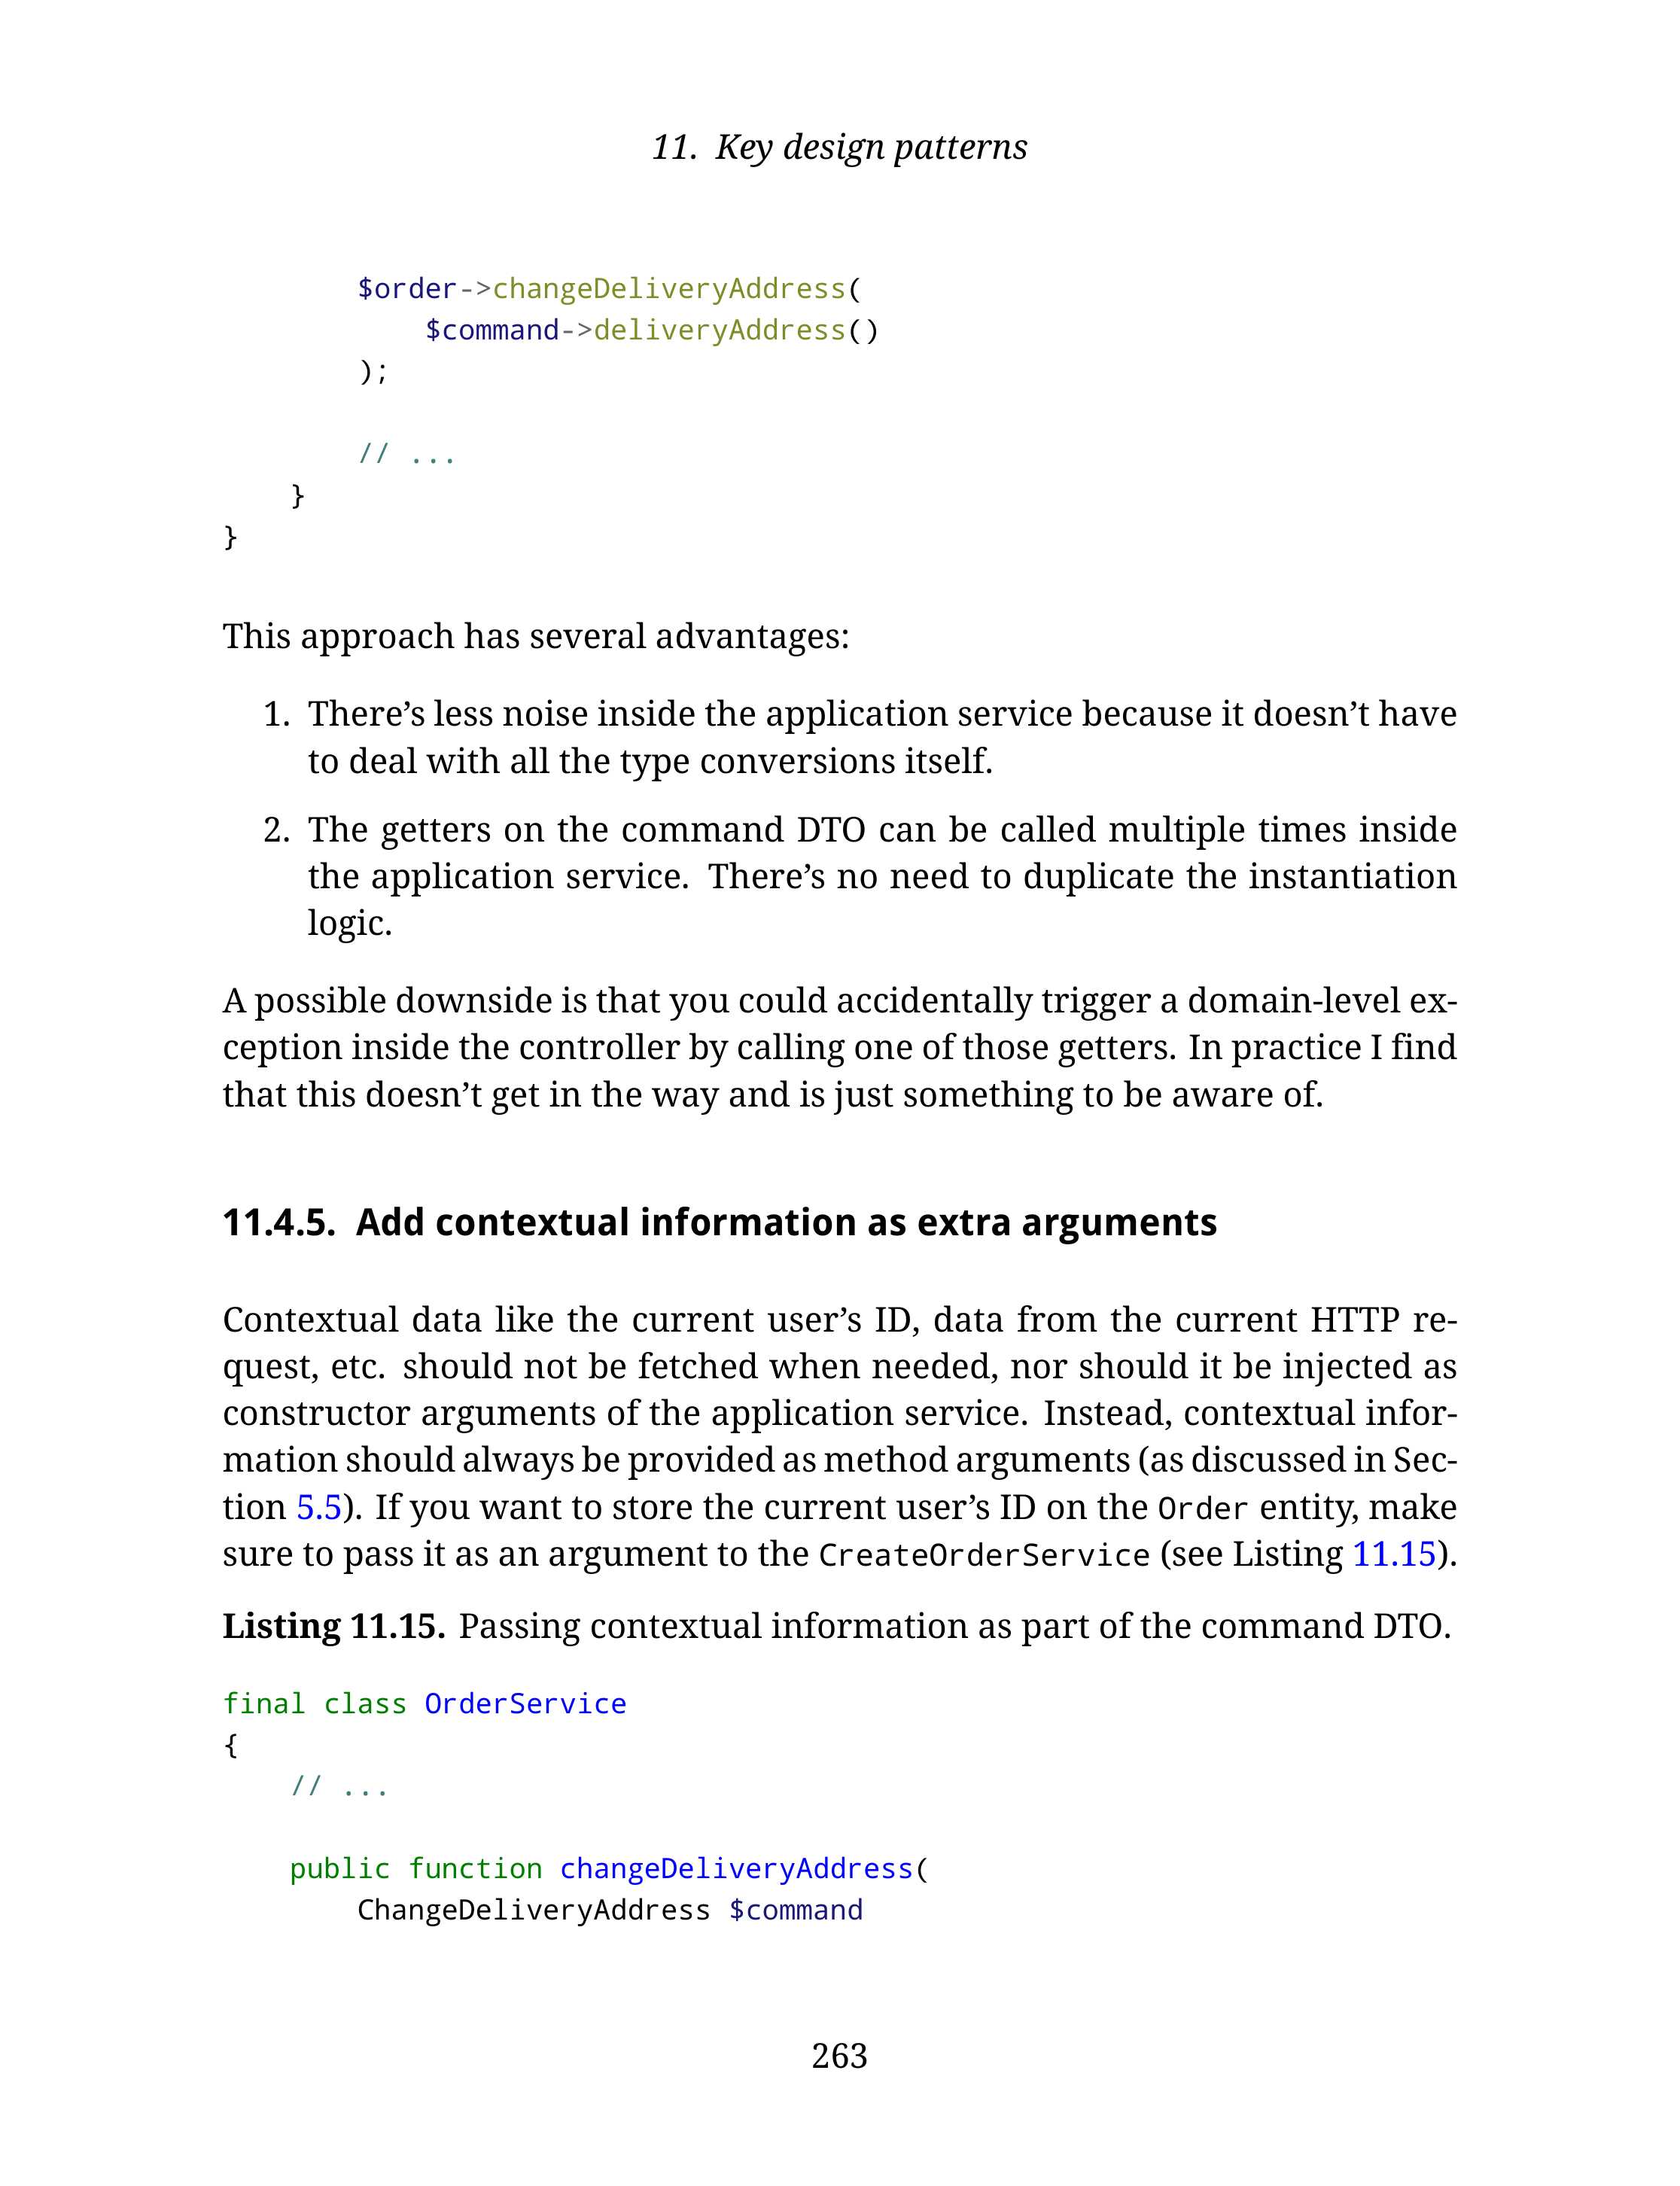 11. Key design patterns
$order->changeDeliveryAddress(
$command->deliveryAddress()
);
// ...
}
}
This approach has several advantages:
1. There’s less noise inside the application service because it doesn’t have
to deal with all the type conversions itself.
2. The getters on the command DTO can be called multiple times inside
the application service. There’s no need to duplicate the instantiation
logic.
A possible downside is that you could accidentally trigger a domain-level ex-
ception inside the controller by calling one of those getters. In practice I find
that this doesn’t get in the way and is just something to be aware of.
11.4.5. Add contextual information as extra arguments
Contextual data like the current user’s ID, data from the current HTTP re-
quest, etc. should not be fetched when needed, nor should it be injected as
constructor arguments of the application service. Instead, contextual infor-
mation should always be provided as method arguments (as discussed in Sec-
tion 5.5). If you want to store the current user’s ID on the Order entity, make
sure to pass it as an argument to the CreateOrderService (see Listing 11.15).
Listing 11.15. Passing contextual information as part of the command DTO.
final class OrderService
{
// ...
public function changeDeliveryAddress(
ChangeDeliveryAddress $command
263